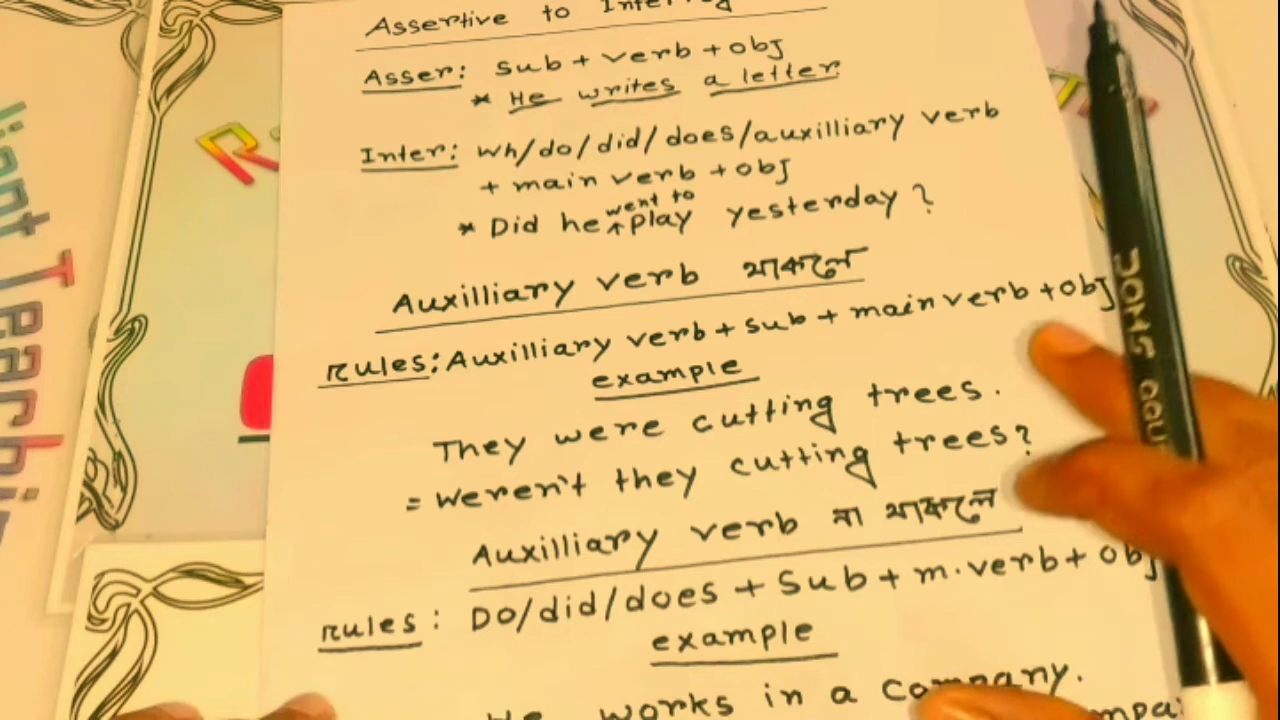 Assertive to
Asser: Sub + verb + obj
* He writes a letter
Inter: Wh/do/did/does/auxilliary verb
+ main verb + obj
went to
* Did he play yesterday?
Auxilliary verb থাকলে
Rules: Auxilliary verb + sub + main verb + obj
example
They were cutting trees.
= Weren't they cutting trees?
Auxilliary verb না থাকলে
Rules: Do/did/does + Sub + m.verb + obj
example
He works in a company.
DOMS